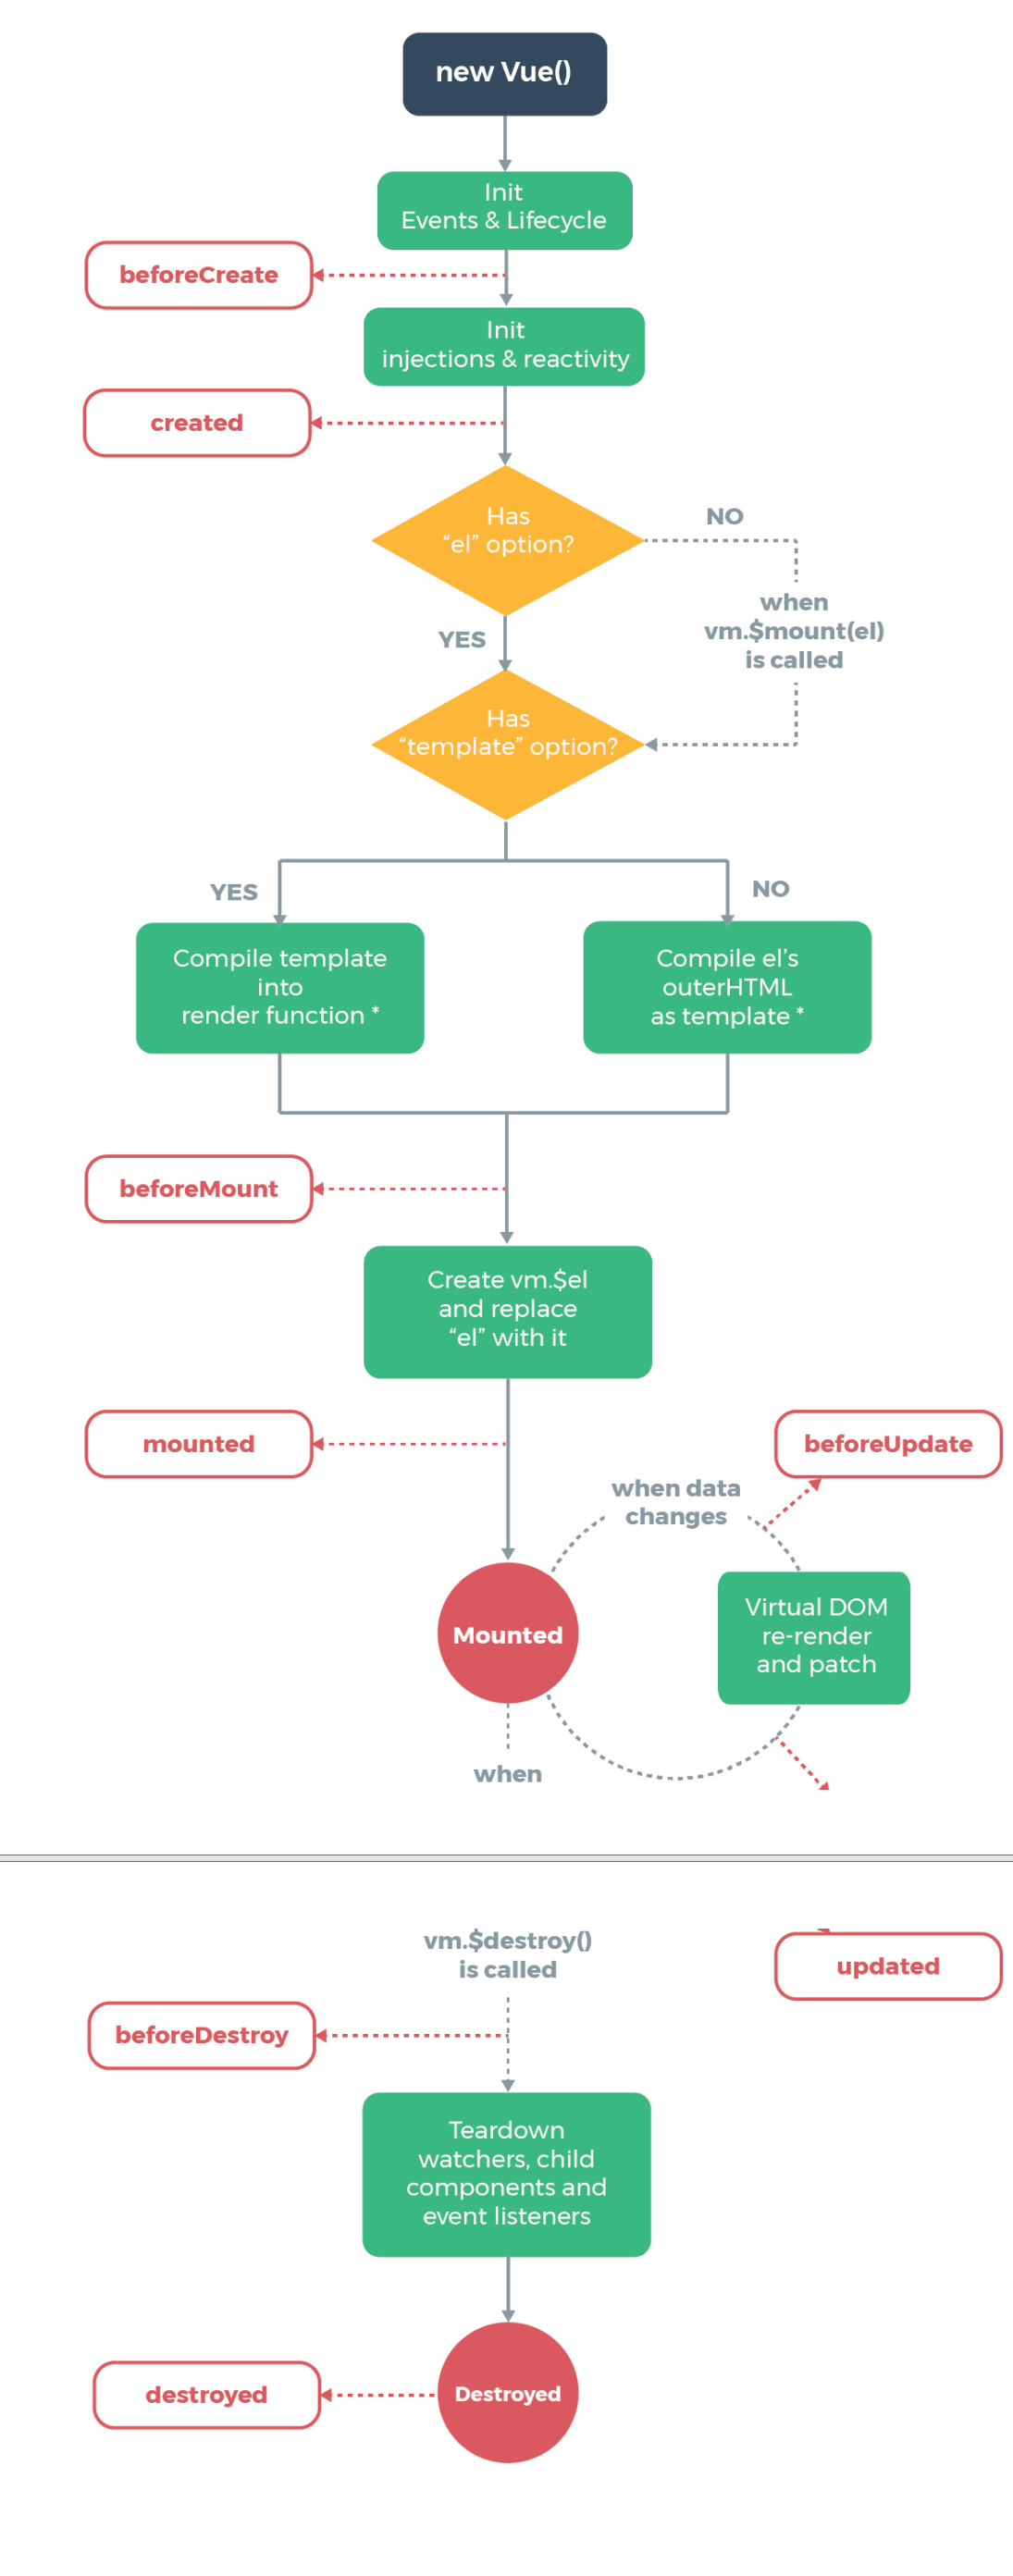 new Vue()
Init
Events & Lifecycle
beforeCreate
Init
injections & reactivity
created
Has
“el” option?
NO
when
vm.$mount(el)
is called
YES
Has
“template” option?
YES
NO
Compile template
into
render function *
Compile el’s
outerHTML
as template *
beforeMount
Create vm.$el
and replace
“el” with it
mounted
beforeUpdate
when data
changes
Mounted
Virtual DOM
re-render
and patch
when
vm.$destroy()
is called
updated
beforeDestroy
Teardown
watchers, child
components and
event listeners
Destroyed
destroyed